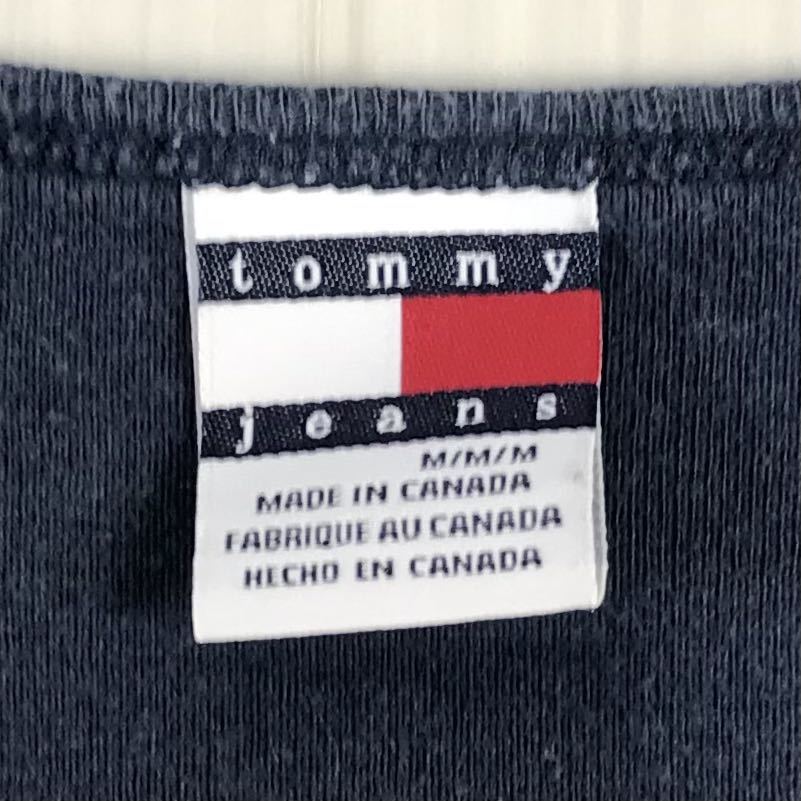 tommy
jeans
M/M/M
MADE IN CANADA
FABRIQUE AU CANADA
HECHO EN CANADA